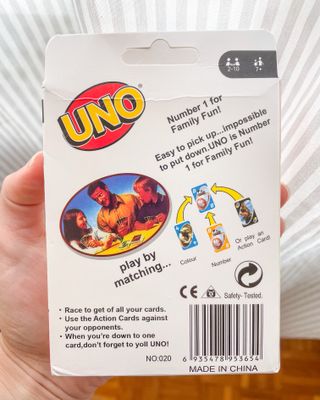 2-10 7+
UNO
Number 1 for
Family Fun!
Easy to pick up...impossible
to put down.UNO is Number
1 for Family Fun!
play by
matching...
Colour
Number
Or play an
Action Card!
CE Safety- Tested.
• Race to get of all your cards.
• Use the Action Cards against
your opponents.
• When you're down to one
card,don't forget to yoll UNO!
NO:020
6 935478 953654
MADE IN CHINA